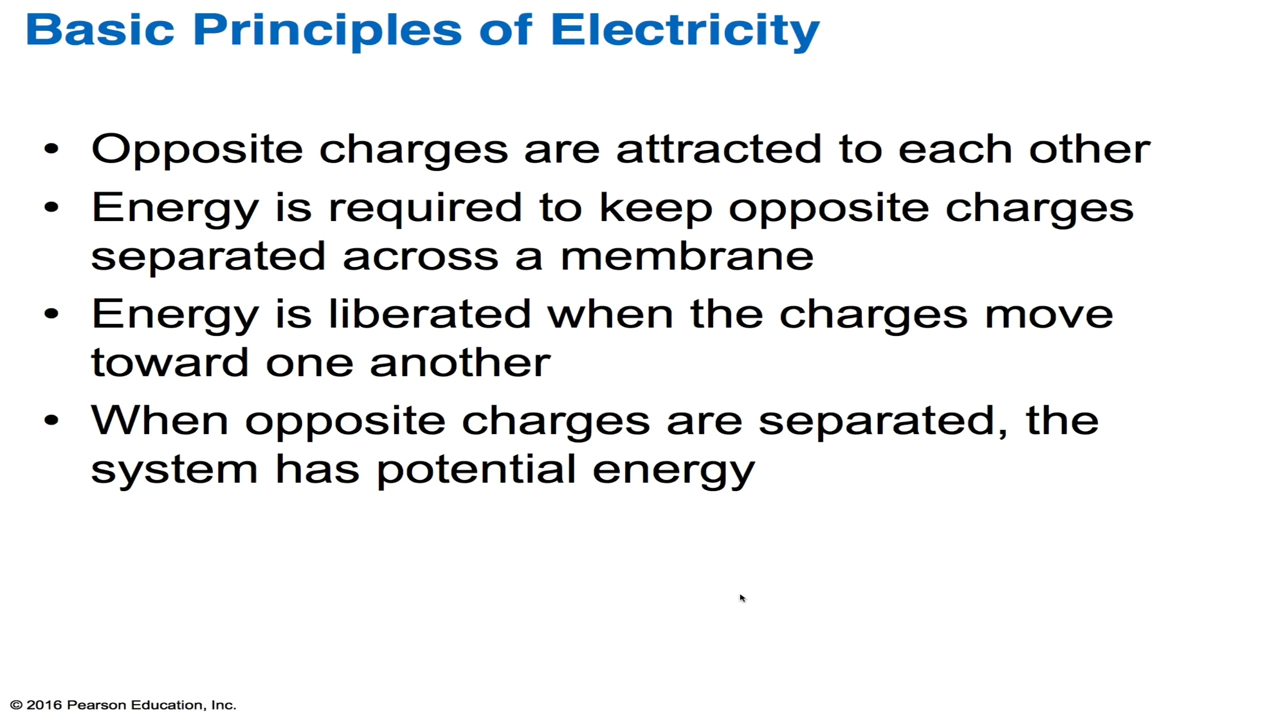 Basic Principles of Electricity
• Opposite charges are attracted to each other
• Energy is required to keep opposite charges
separated across a membrane
• Energy is liberated when the charges move
toward one another
• When opposite charges are separated, the
system has potential energy
© 2016 Pearson Education, Inc.